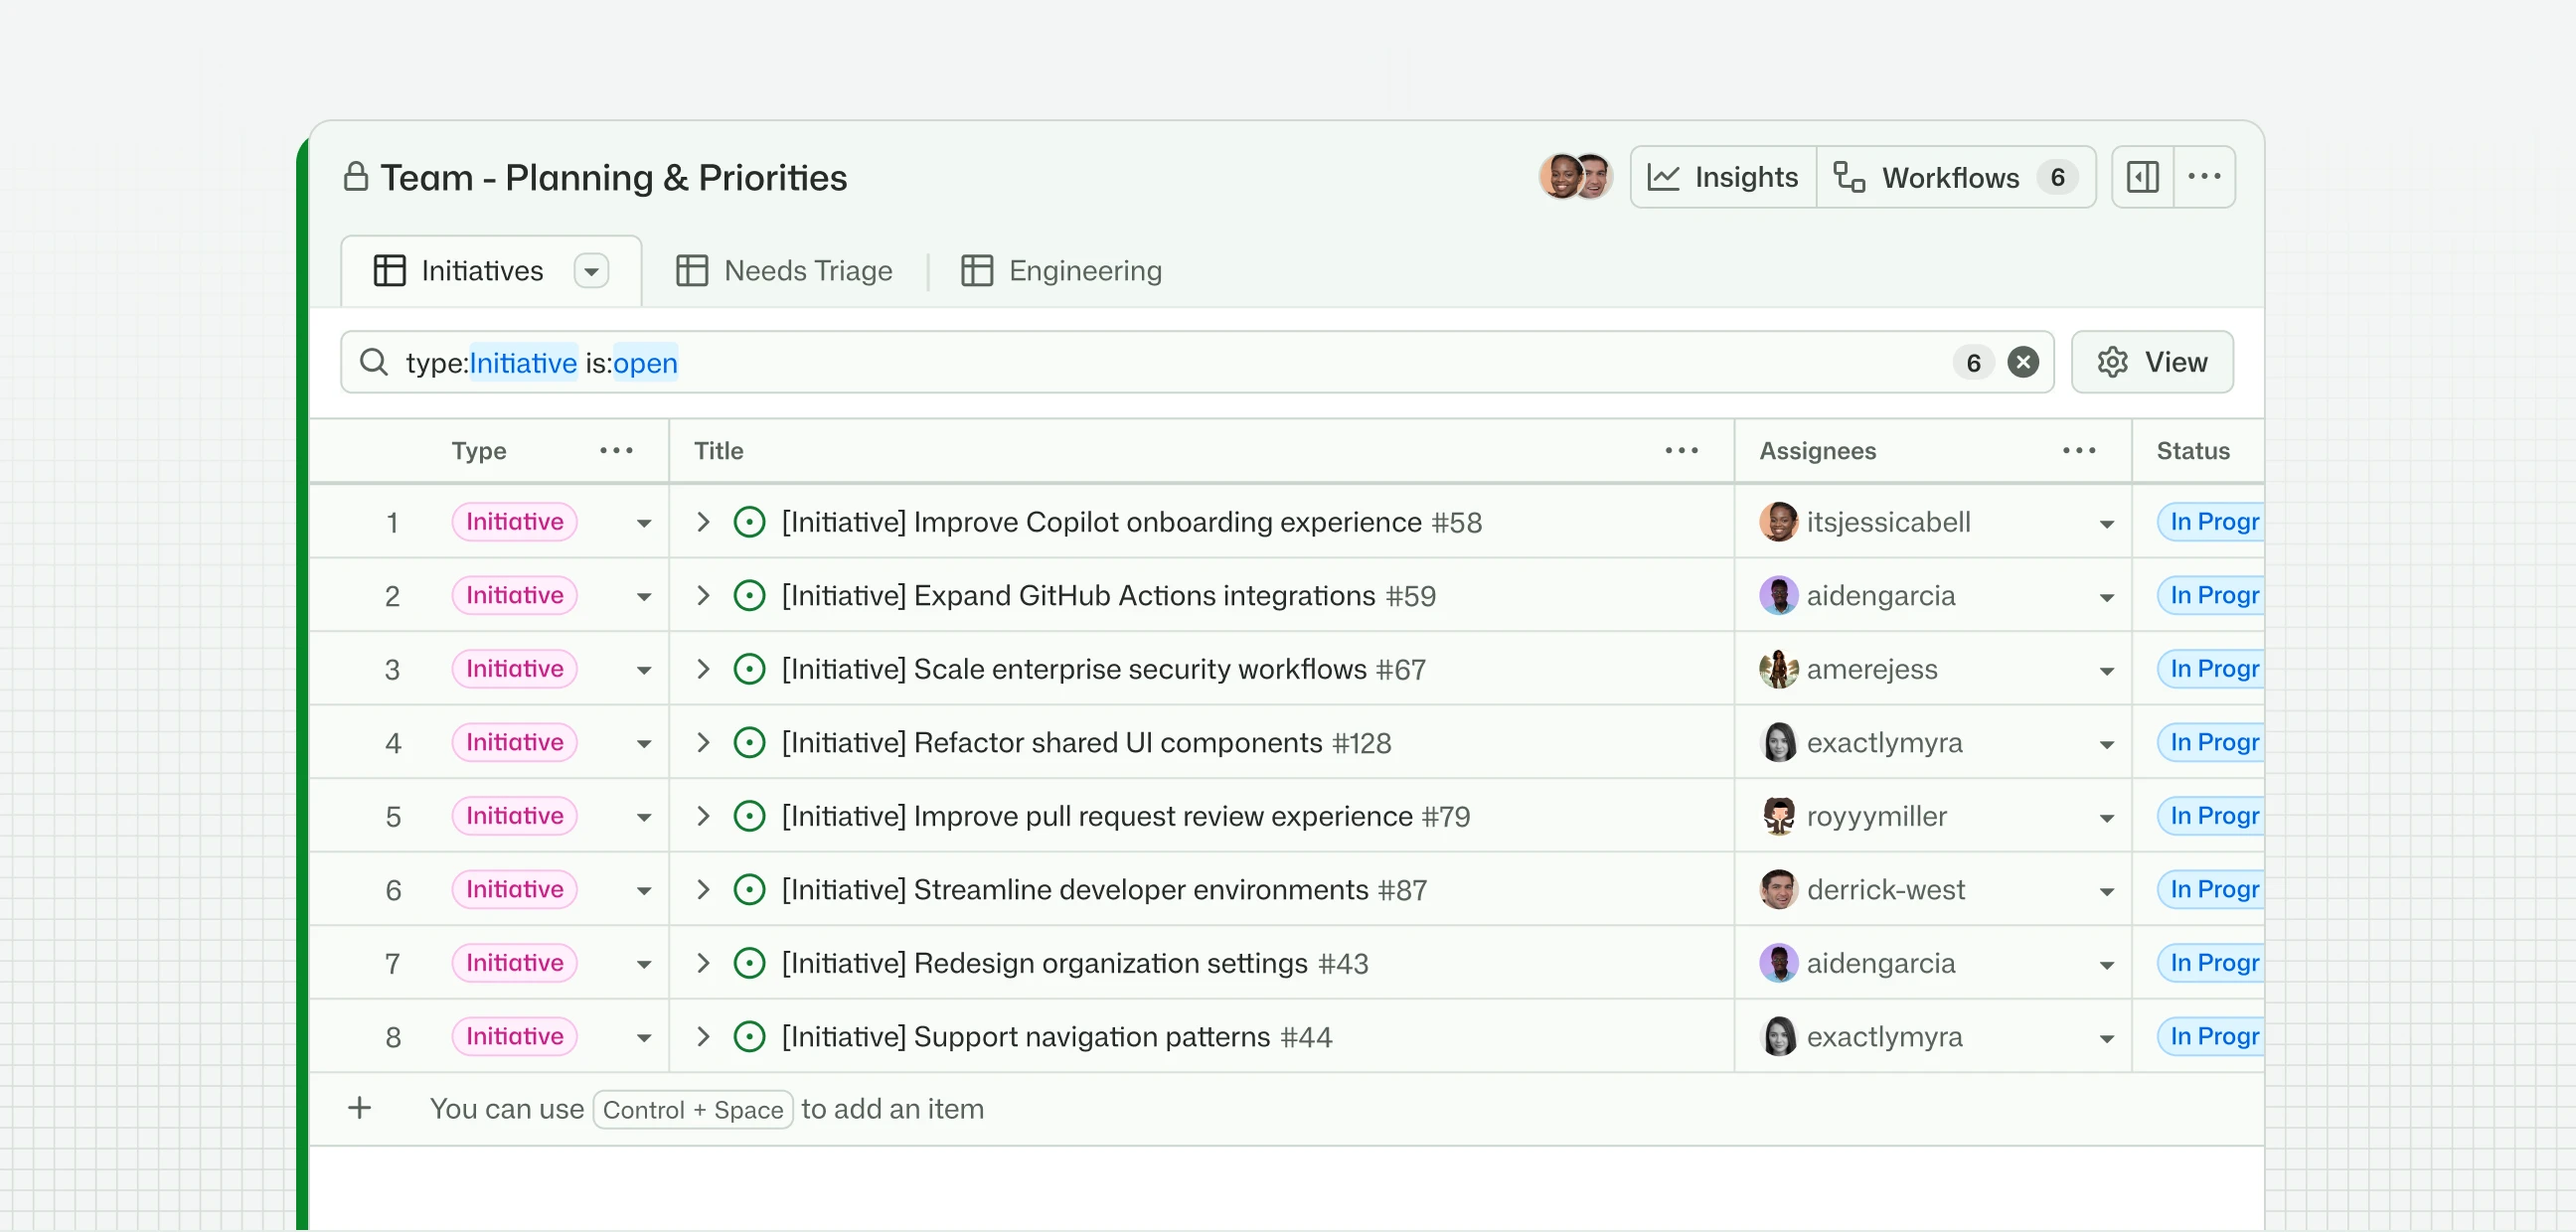 Team - Planning & Priorities
Insights
Workflows 6
Initiatives
Needs Triage
Engineering
type:Initiative is:open
6
View
Type Title Assignees Status
1 Initiative [Initiative] Improve Copilot onboarding experience #58 itsjessicabell In Progr
2 Initiative [Initiative] Expand GitHub Actions integrations #59 aidengarcia In Progr
3 Initiative [Initiative] Scale enterprise security workflows #67 amerejess In Progr
4 Initiative [Initiative] Refactor shared UI components #128 exactlymyra In Progr
5 Initiative [Initiative] Improve pull request review experience #79 royyymiller In Progr
6 Initiative [Initiative] Streamline developer environments #87 derrick-west In Progr
7 Initiative [Initiative] Redesign organization settings #43 aidengarcia In Progr
8 Initiative [Initiative] Support navigation patterns #44 exactlymyra In Progr
You can use Control + Space to add an item